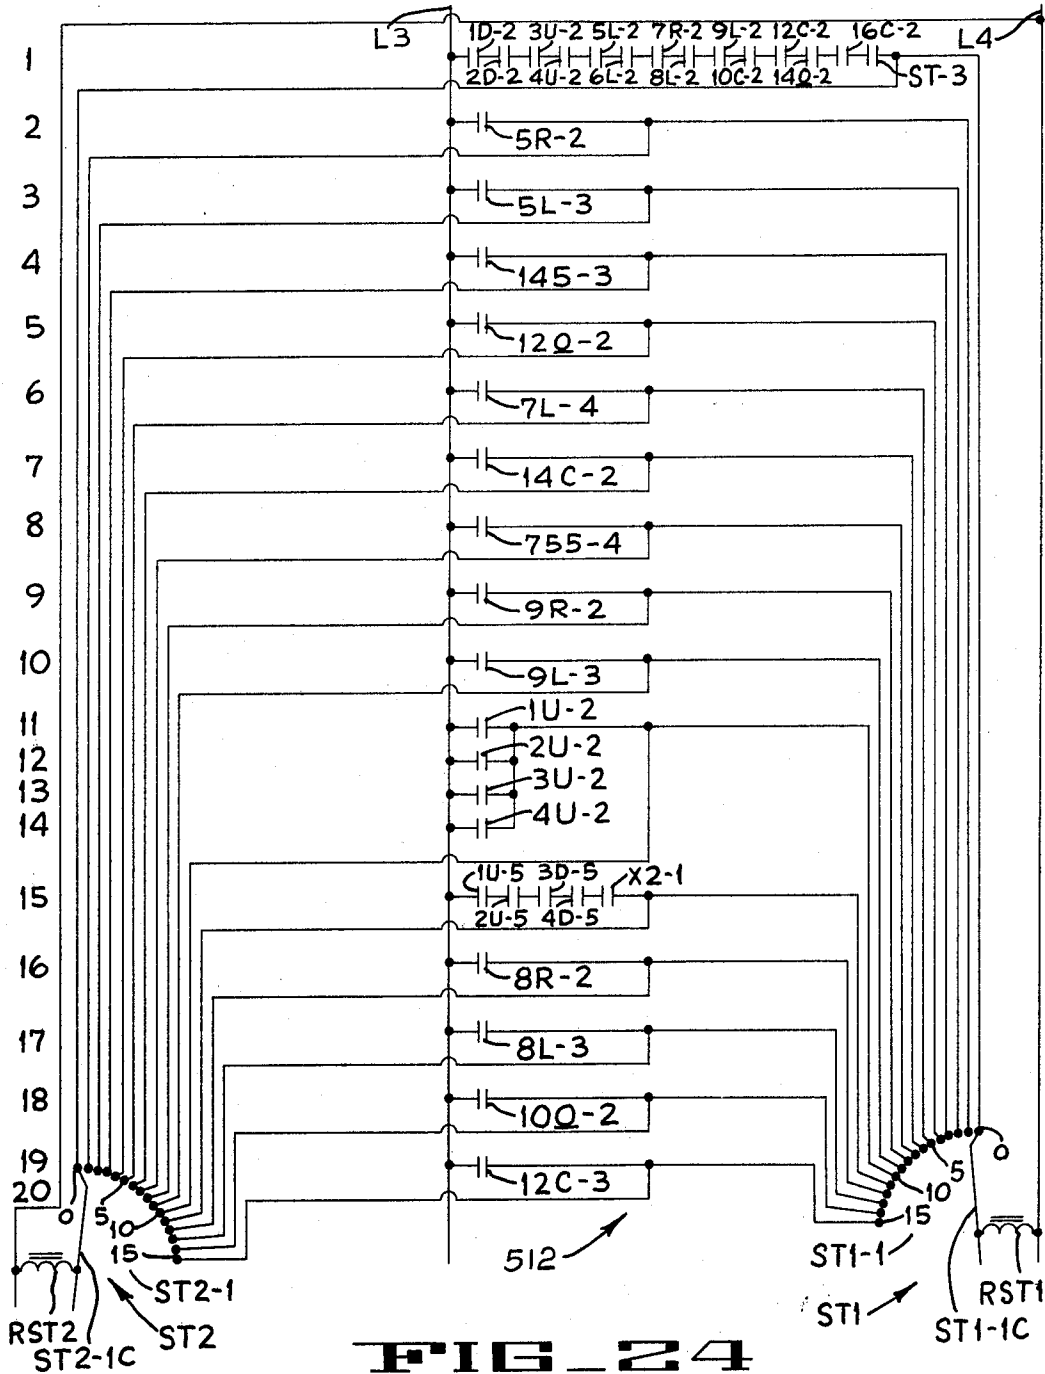 L3
L4
1D-2 3U-2 5L-2 7R-2 9L-2 12C-2 16C-2
1
2D-2 4U-2 6L-2 8L-2 10C-2 14O-2 ST-3
2
5R-2
3
5L-3
4
145-3
5
12O-2
6
7L-4
7
14C-2
8
755-4
9
9R-2
10
9L-3
11
1U-2
12
2U-2
13
3U-2
14
4U-2
15
1U-5 3D-5 X2-1
2U-5 4D-5
16
8R-2
17
8L-3
18
10O-2
19
12C-3
20
0 5 10 15
0 5 10 15
512
ST2-1
ST1-1
RST2
ST2
ST2-1C
ST1
RST1
ST1-1C
FIG_24